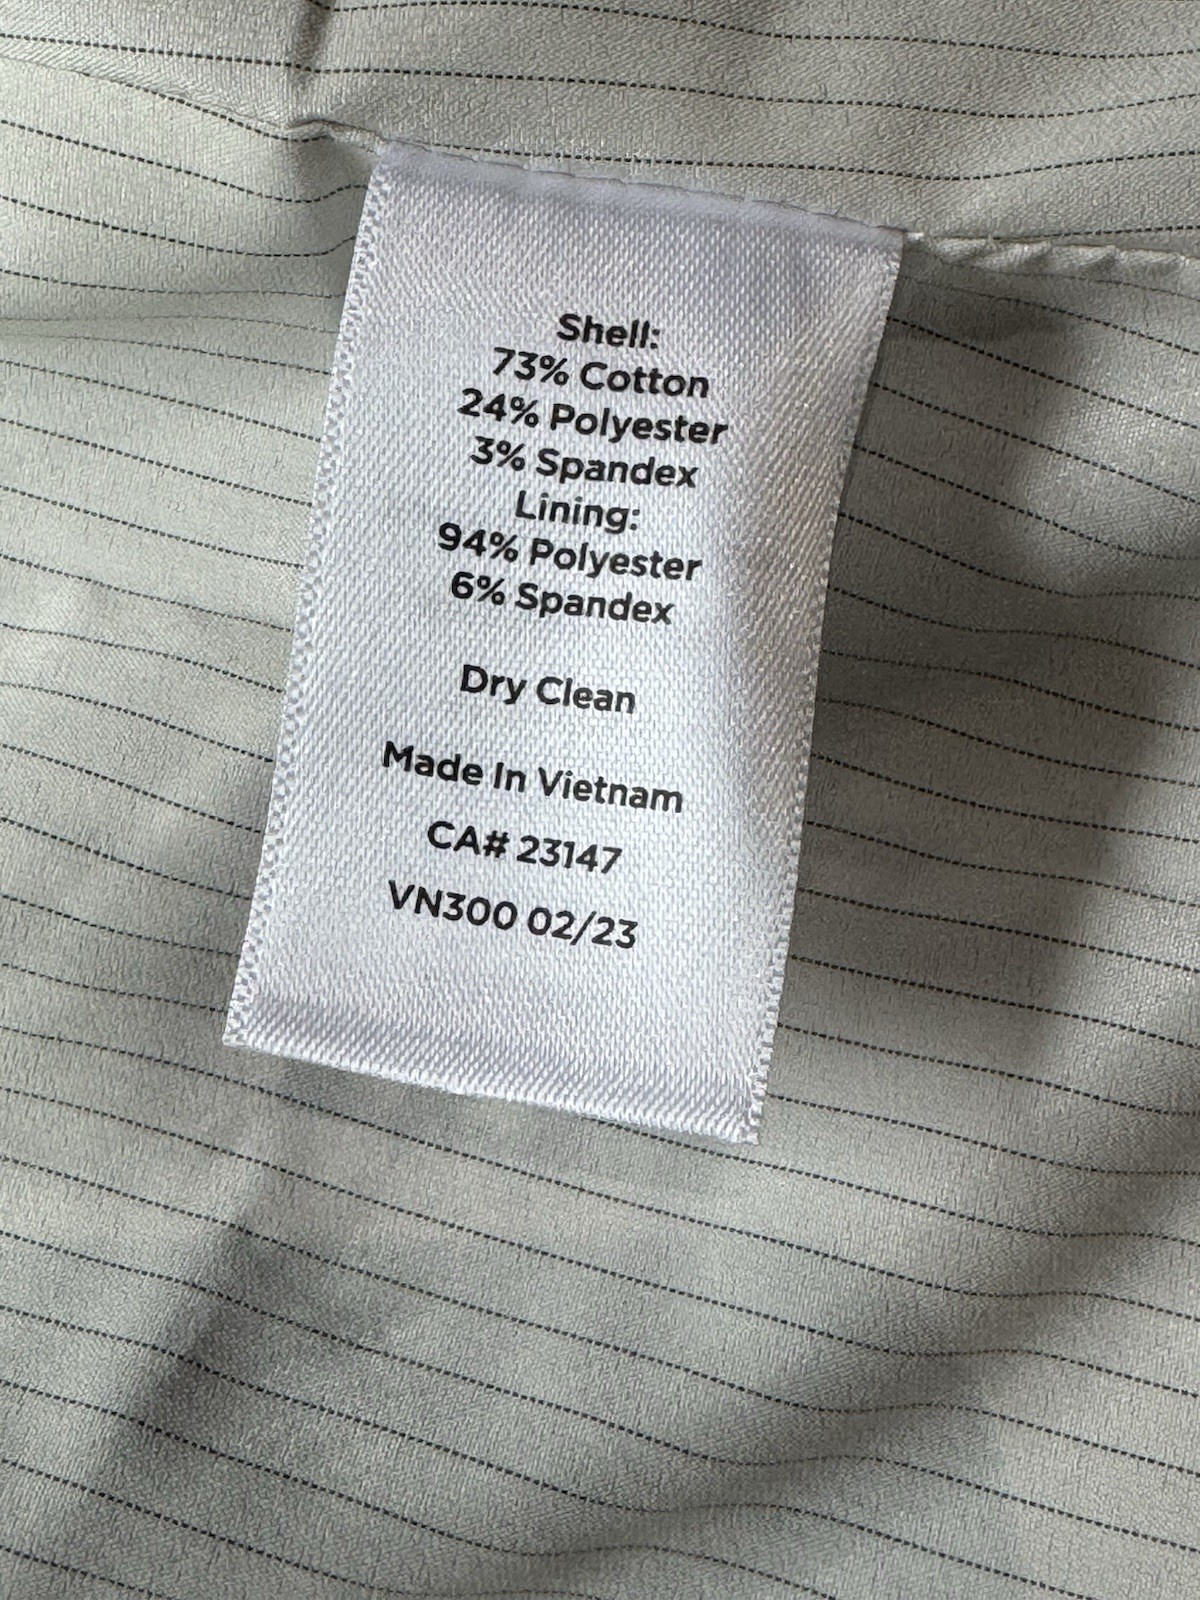 Shell:
73% Cotton
24% Polyester
3% Spandex
Lining:
94% Polyester
6% Spandex
Dry Clean
Made In Vietnam
CA# 23147
VN300 02/23